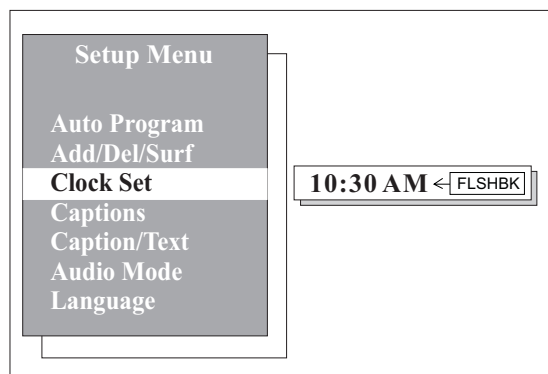 Setup Menu
Auto Program
Add/Del/Surf
Clock Set
10:30 AM FLSHBK
Captions
Caption/Text
Audio Mode
Language